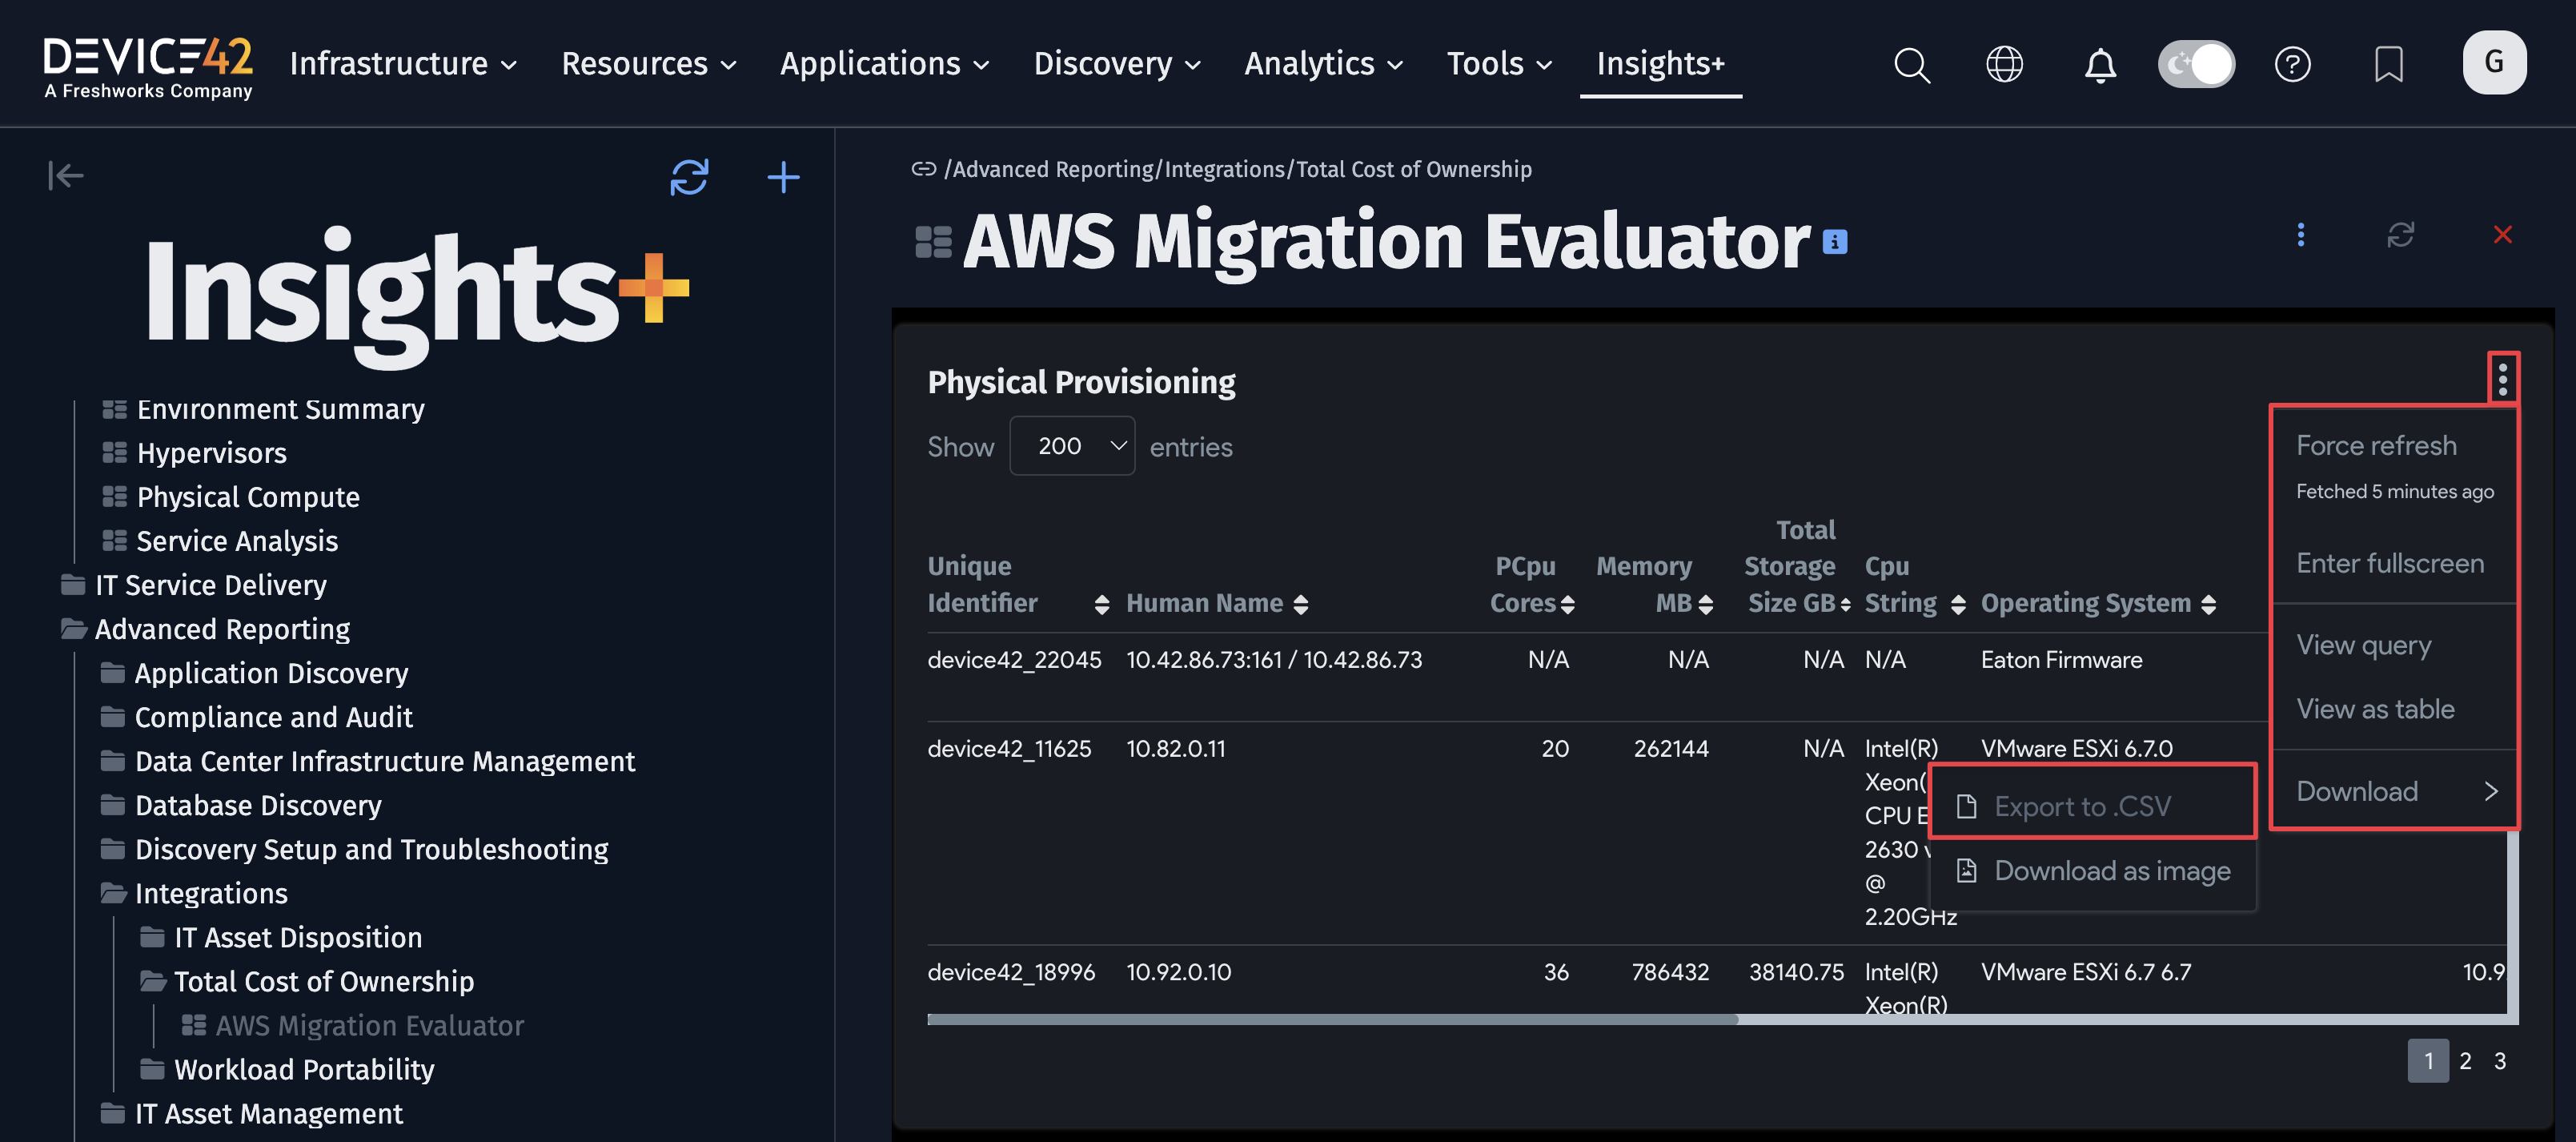 DEVICE42
A Freshworks Company
Infrastructure Resources Applications Discovery Analytics Tools Insights+
G
Insights+
Environment Summary
Hypervisors
Physical Compute
Service Analysis
IT Service Delivery
Advanced Reporting
Application Discovery
Compliance and Audit
Data Center Infrastructure Management
Database Discovery
Discovery Setup and Troubleshooting
Integrations
IT Asset Disposition
Total Cost of Ownership
AWS Migration Evaluator
Workload Portability
IT Asset Management
/Advanced Reporting/Integrations/Total Cost of Ownership
AWS Migration Evaluator
Physical Provisioning
Show 200 entries
Unique Identifier Human Name PCpu Cores Memory MB Total Storage Size GB Cpu String Operating System
device42_22045 10.42.86.73:161 / 10.42.86.73 N/A N/A N/A N/A Eaton Firmware
device42_11625 10.82.0.11 20 262144 N/A Intel(R) VMware ESXi 6.7.0
Xeon(
CPU E
2630 v
@
2.20GHz
device42_18996 10.92.0.10 36 786432 38140.75 Intel(R) VMware ESXi 6.7 6.7 10.9
Xeon(R)
1 2 3
Force refresh
Fetched 5 minutes ago
Enter fullscreen
View query
View as table
Download
Export to .CSV
Download as image